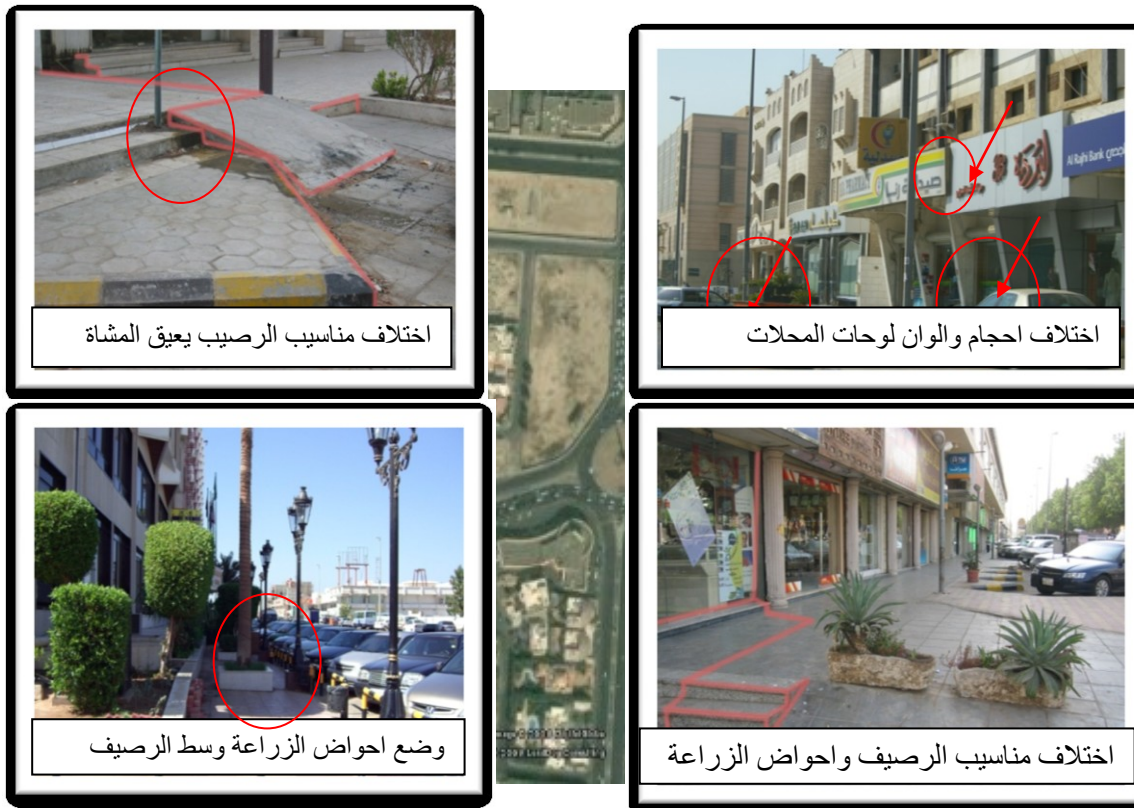 Al Rajhi Bank
اختلاف مناسيب الرصيب يعيق المشاة
اختلاف احجام والوان لوحات المحلات
وضع احواض الزراعة وسط الرصيف
اختلاف مناسيب الرصيف واحواض الزراعة